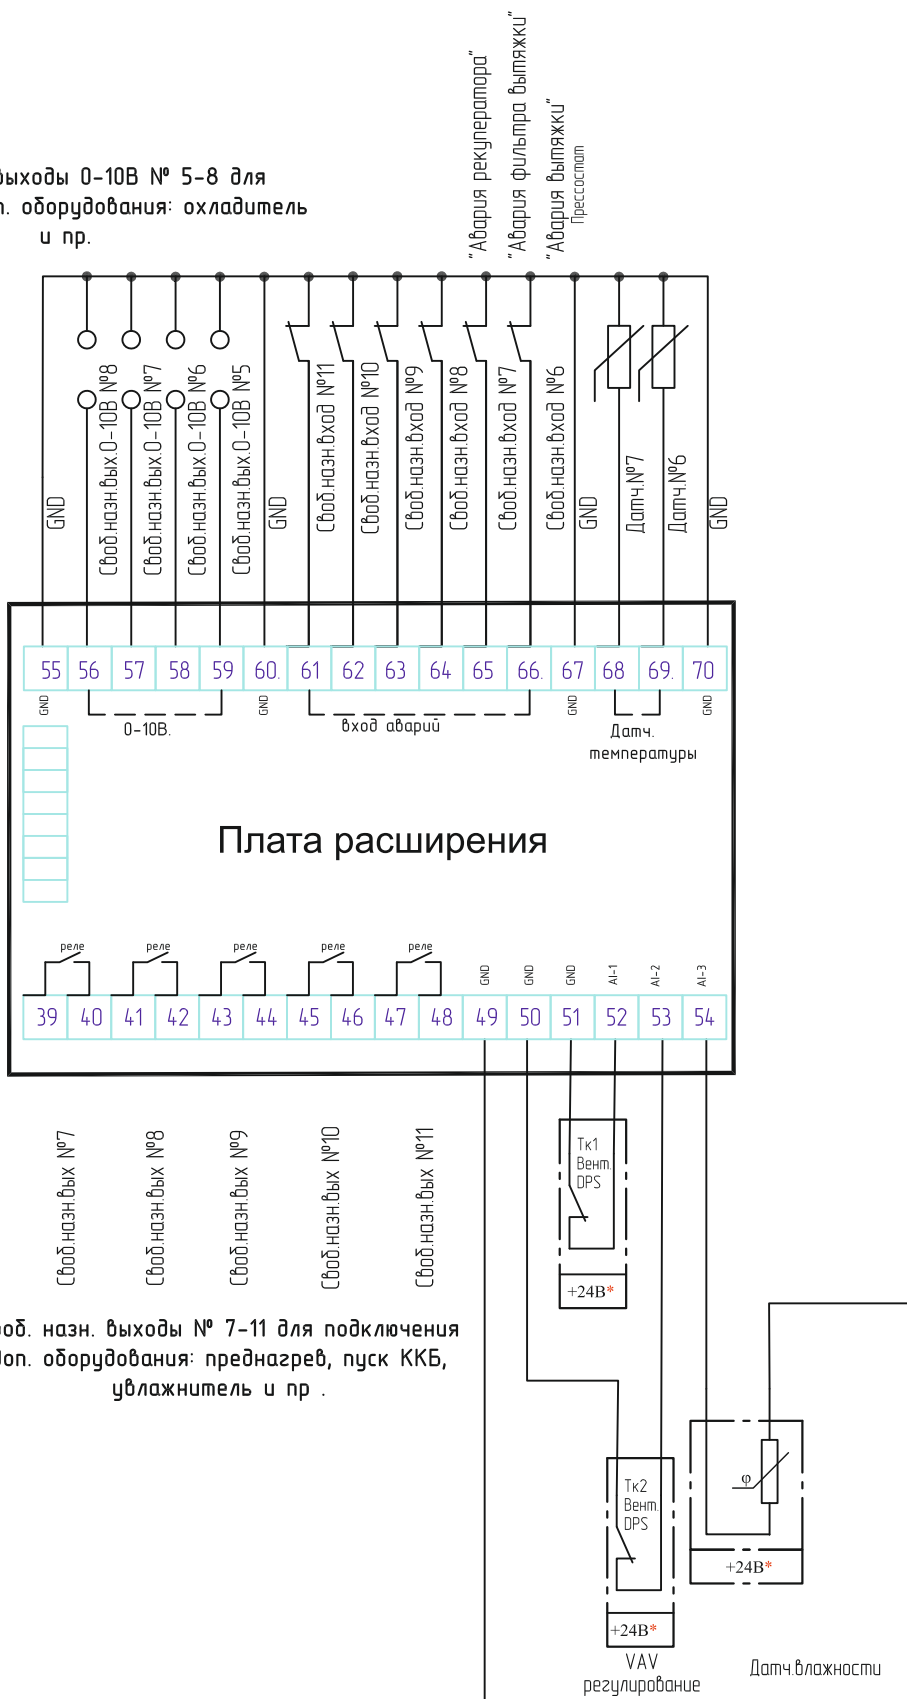 "Авария рекуператора"
"Авария фильтра вытяжки"
"Авария вытяжки"
Прессостат
выходы 0-10В № 5-8 для
оборудования: охладитель
и пр.
GND
Своб.назн.вых.0-10В №8
Своб.назн.вых.0-10В №7
Своб.назн.вых.0-10В №6
Своб.назн.вых.0-10В №5
GND
Своб.назн.вход №11
Своб.назн.вход №10
Своб.назн.вход №9
Своб.назн.вход №8
Своб.назн.вход №7
Своб.назн.вход №6
GND
Датч.№7
Датч.№6
GND
55 56 57 58 59 60. 61 62 63 64 65 66. 67 68 69. 70
GND
0-10В.
GND
вход аварий
GND
Датч.
температуры
GND
Плата расширения
реле реле реле реле реле
GND GND GND AI-1 AI-2 AI-3
39 40 41 42 43 44 45 46 47 48 49 50 51 52 53 54
Своб.назн.вых №7
Своб.назн.вых №8
Своб.назн.вых №9
Своб.назн.вых №10
Своб.назн.вых №11
Тк1
Вент.
DPS
+24В*
назн. выходы № 7-11 для подключения
оборудования: преднагрев, пуск ККБ,
увлажнитель и пр .
Тк2
Вент.
DPS
+24В*
VAV
регулирование
φ
+24В*
Датч.влажности